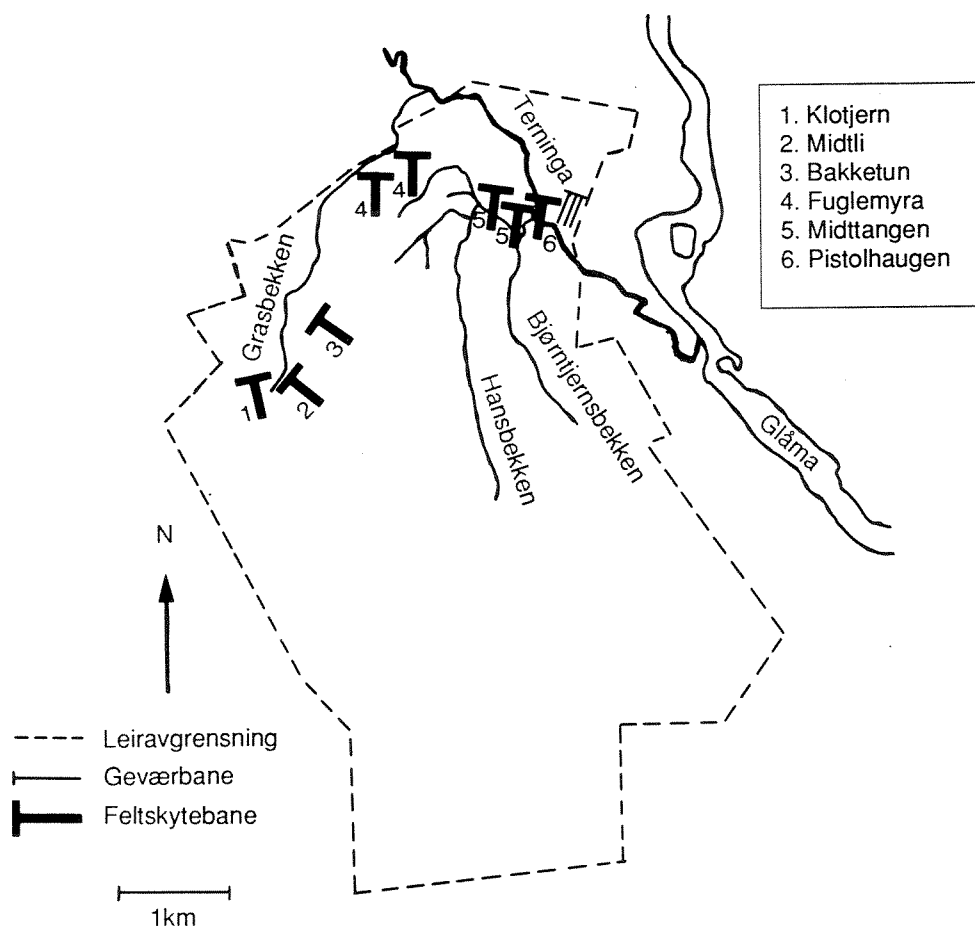 Terninga
1. Klotjern
2. Midtli
3. Bakketun
4. Fuglemyra
5. Midttangen
6. Pistolhaugen
4
4
5
5
6
Grasbekken
3
1
2
Hansbekken
Bjørntjernsbekken
Glåma
N
Leiravgrensning
Geværbane
Feltskytebane
1km